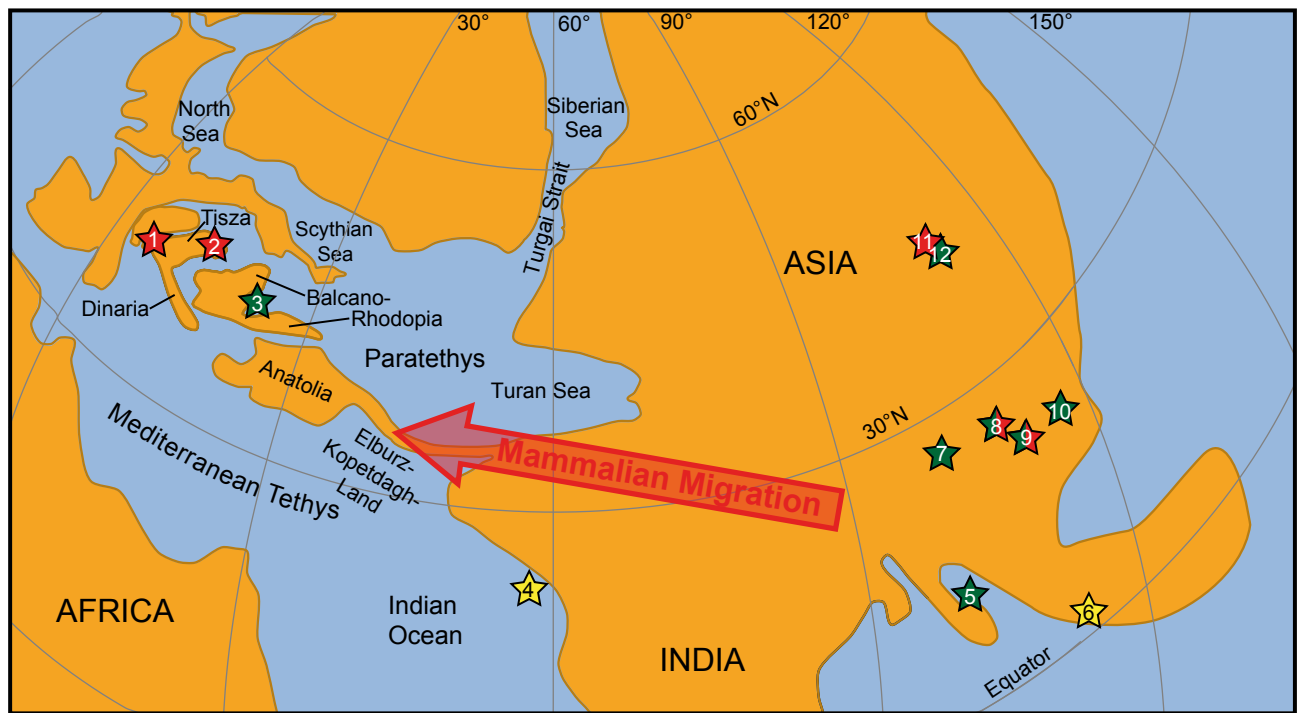 30°
60°
90°
120°
150°
North
Sea
Siberian
Sea
60°N
Turgai Strait
Tisza
1
2
Scythian
Sea
ASIA
11
12
3
Dinaria
Balcano-
Rhodopia
Paratethys
Anatolia
Turan Sea
30°N
10
8
9
7
Mediterranean Tethys
Elburz-
Kopetdagh-
Land
Mammalian Migration
4
5
6
AFRICA
Indian
Ocean
INDIA
Equator